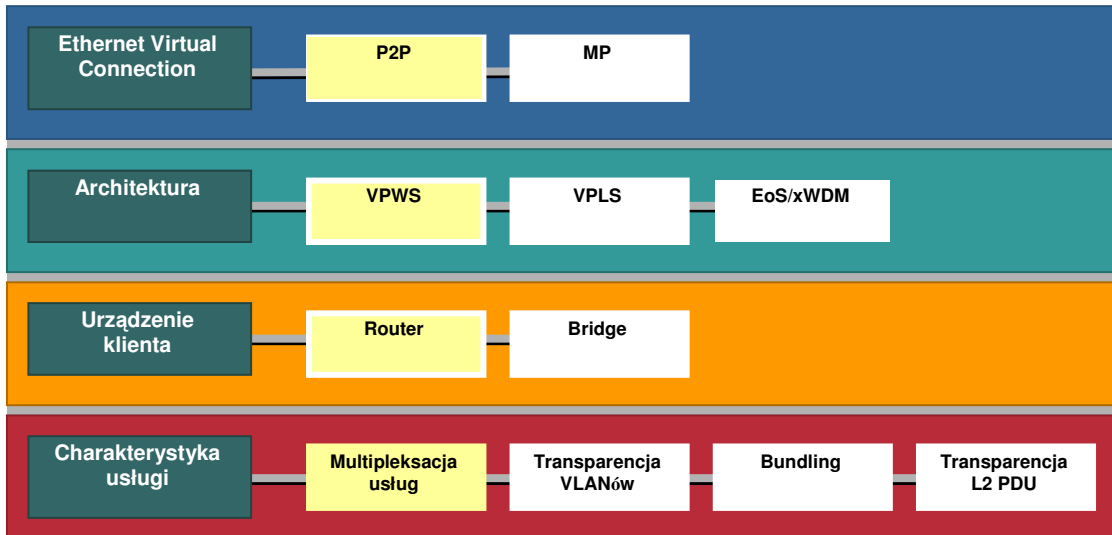 Ethernet Virtual
Connection
P2P
MP
Architektura
VPWS
VPLS
EoS/xWDM
Urządzenie
klienta
Router
Bridge
Charakterystyka
usługi
Multipleksacja
usług
Transparencja
VLANów
Bundling
Transparencja
L2 PDU